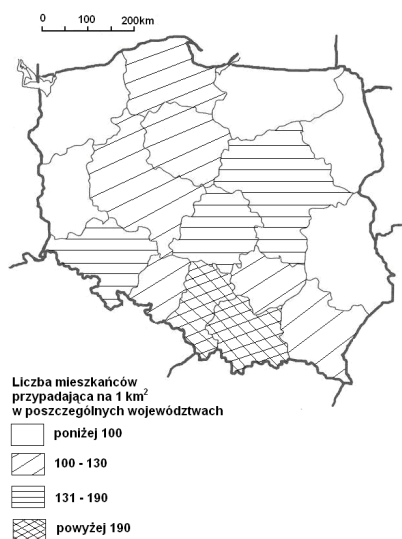 0 100 200km
Liczba mieszkańców
przypadająca na 1 km²
w poszczególnych województwach
poniżej 100
100 - 130
131 - 190
powyżej 190